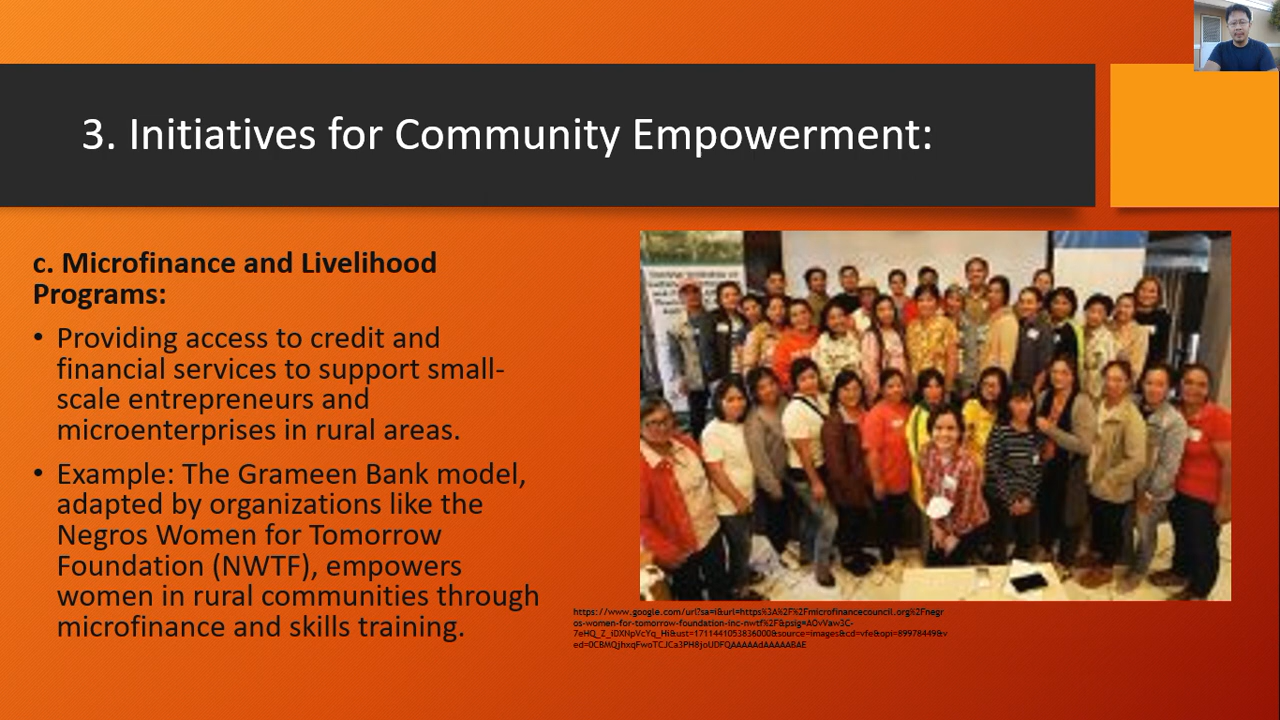 3. Initiatives for Community Empowerment:
c. Microfinance and Livelihood
Programs:
• Providing access to credit and
financial services to support small-
scale entrepreneurs and
microenterprises in rural areas.
• Example: The Grameen Bank model,
adapted by organizations like the
Negros Women for Tomorrow
Foundation (NWTF), empowers
women in rural communities through
microfinance and skills training.
https://www.google.com/url?sa=i&url=https%3A%2F%2Fmicrofinancecouncil.org%2Fnegr
os-women-for-tomorrow-foundation-inc-nwtf%2F&psig=AOvVaw3C-
7eHQ_Z_iDXNpVcYq_Hi&ust=1711441053836000&source=images&cd=vfe&opi=89978449&v
ed=0CBMQjhxqFwoTCJCa3PH8joUDFQAAAAAdAAAAABAE